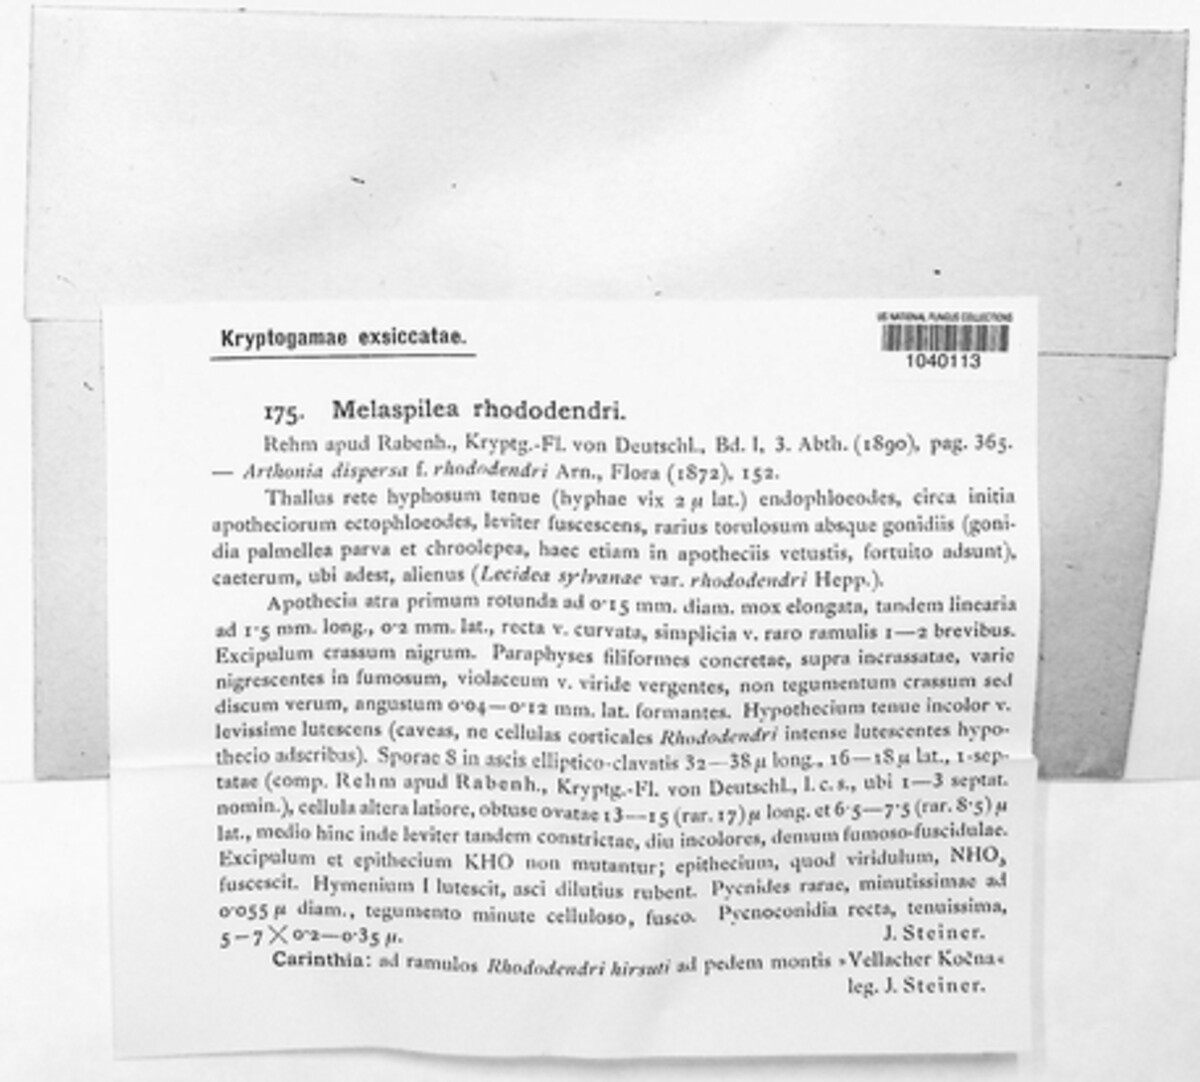 Kryptogamae exsiccatae.
US NATIONAL FUNGUS COLLECTIONS
1040113
175. Melaspilea rhododendri.
Rehm apud Rabenh., Kryptg.-Fl. von Deutschl., Bd. I, 3. Abth. (1890), pag. 365.
— Arthonia dispersa f. rhododendri Arn., Flora (1872), 152.
Thallus rete hyphosum tenue (hyphae vix 2 µ lat.) endophloeodes, circa initia
apotheciorum ectophloeodes, leviter fuscescens, rarius torulosum absque gonidiis (goni-
dia palmellea parva et chroolepea, haec etiam in apotheciis vetustis, fortuito adsunt),
caeterum, ubi adest, alienus (Lecidea sylvanae var. rhododendri Hepp.).
Apothecia atra primum rotunda ad 0·15 mm. diam. mox elongata, tandem linearia
ad 1·5 mm. long., 0·2 mm. lat., recta v. curvata, simplicia v. raro ramulis 1—2 brevibus.
Excipulum crassum nigrum. Paraphyses filiformes concretae, supra incrassatae, varie
nigrescentes in fumosum, violaceum v. viride vergentes, non tegumentum crassum sed
discum verum, angustum 0·04—0·12 mm. lat. formantes. Hypothecium tenue incolor v.
levissime lutescens (caveas, ne cellulas corticales Rhododendri intense lutescentes hypo-
thecio adscribas). Sporae 8 in ascis elliptico-clavatis 32—38 µ long., 16—18 µ lat., 1-sep-
tatae (comp. Rehm apud Rabenh., Kryptg.-Fl. von Deutschl., l. c. s., ubi 1—3 septat.
nomin.), cellula altera latiore, obtuse ovatae 13—15 (rar. 17) µ long. et 6·5—7·5 (rar. 8·5) µ
lat., medio hinc inde leviter tandem constrictae, diu incolores, demum fumoso-fuscidulae.
Excipulum et epithecium KHO non mutantur; epithecium, quod viridulum, NHO₃
fuscescit. Hymenium I lutescit, asci dilutius rubent. Pycnides rarae, minutissimae ad
0·055 µ diam., tegumento minute celluloso, fusco. Pycnoconidia recta, tenuissima,
5—7 × 0·2—0·35 µ. J. Steiner.
Carinthia: ad ramulos Rhododendri hirsuti ad pedem montis »Vellacher Kočna«
leg. J. Steiner.